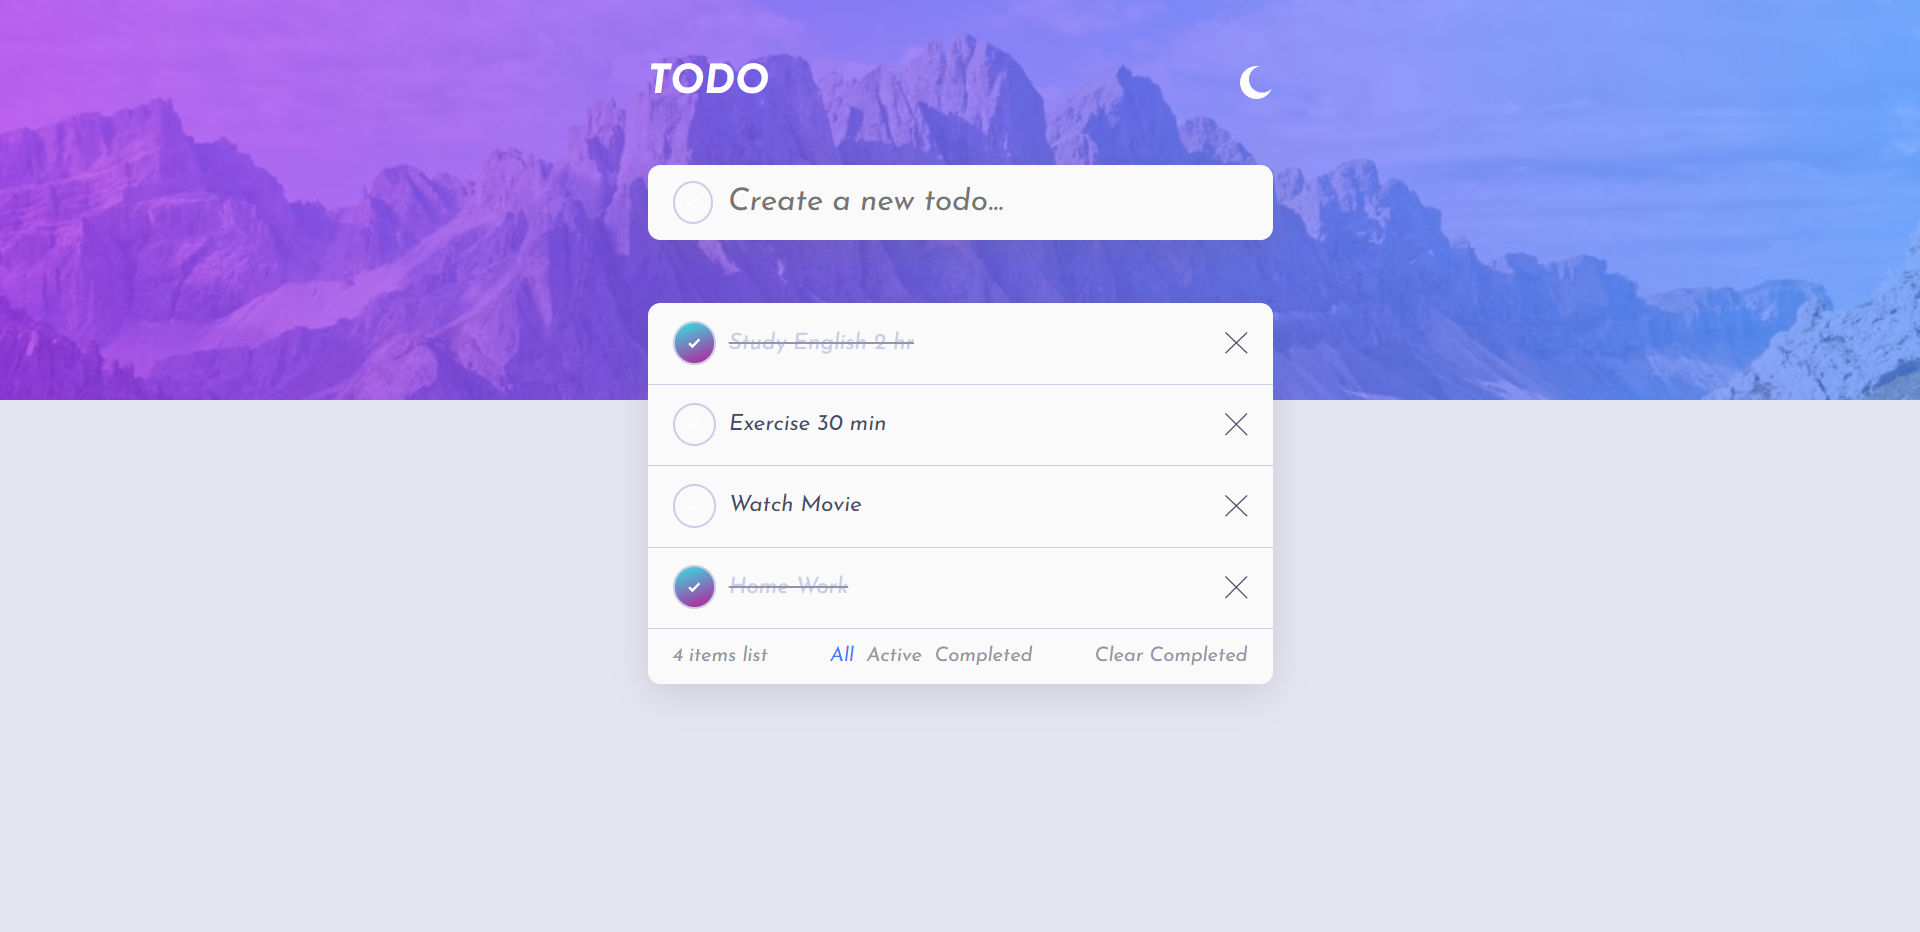 TODO
Create a new todo...
Study English 2 hr
Exercise 30 min
Watch Movie
Home Work
4 items list All Active Completed Clear Completed